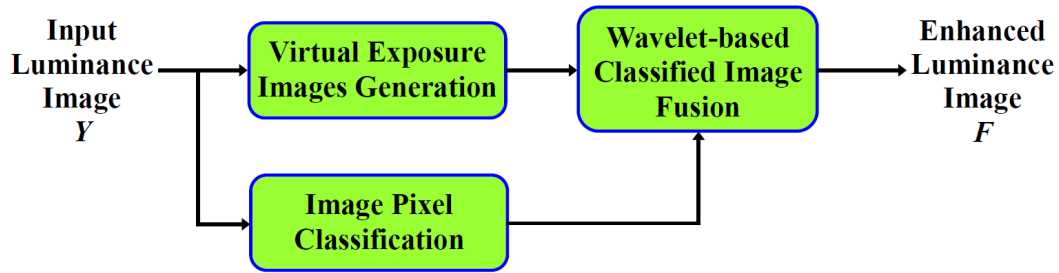 Input
Luminance
Image
Y
Virtual Exposure
Images Generation
Wavelet-based
Classified Image
Fusion
Enhanced
Luminance
Image
F
Image Pixel
Classification